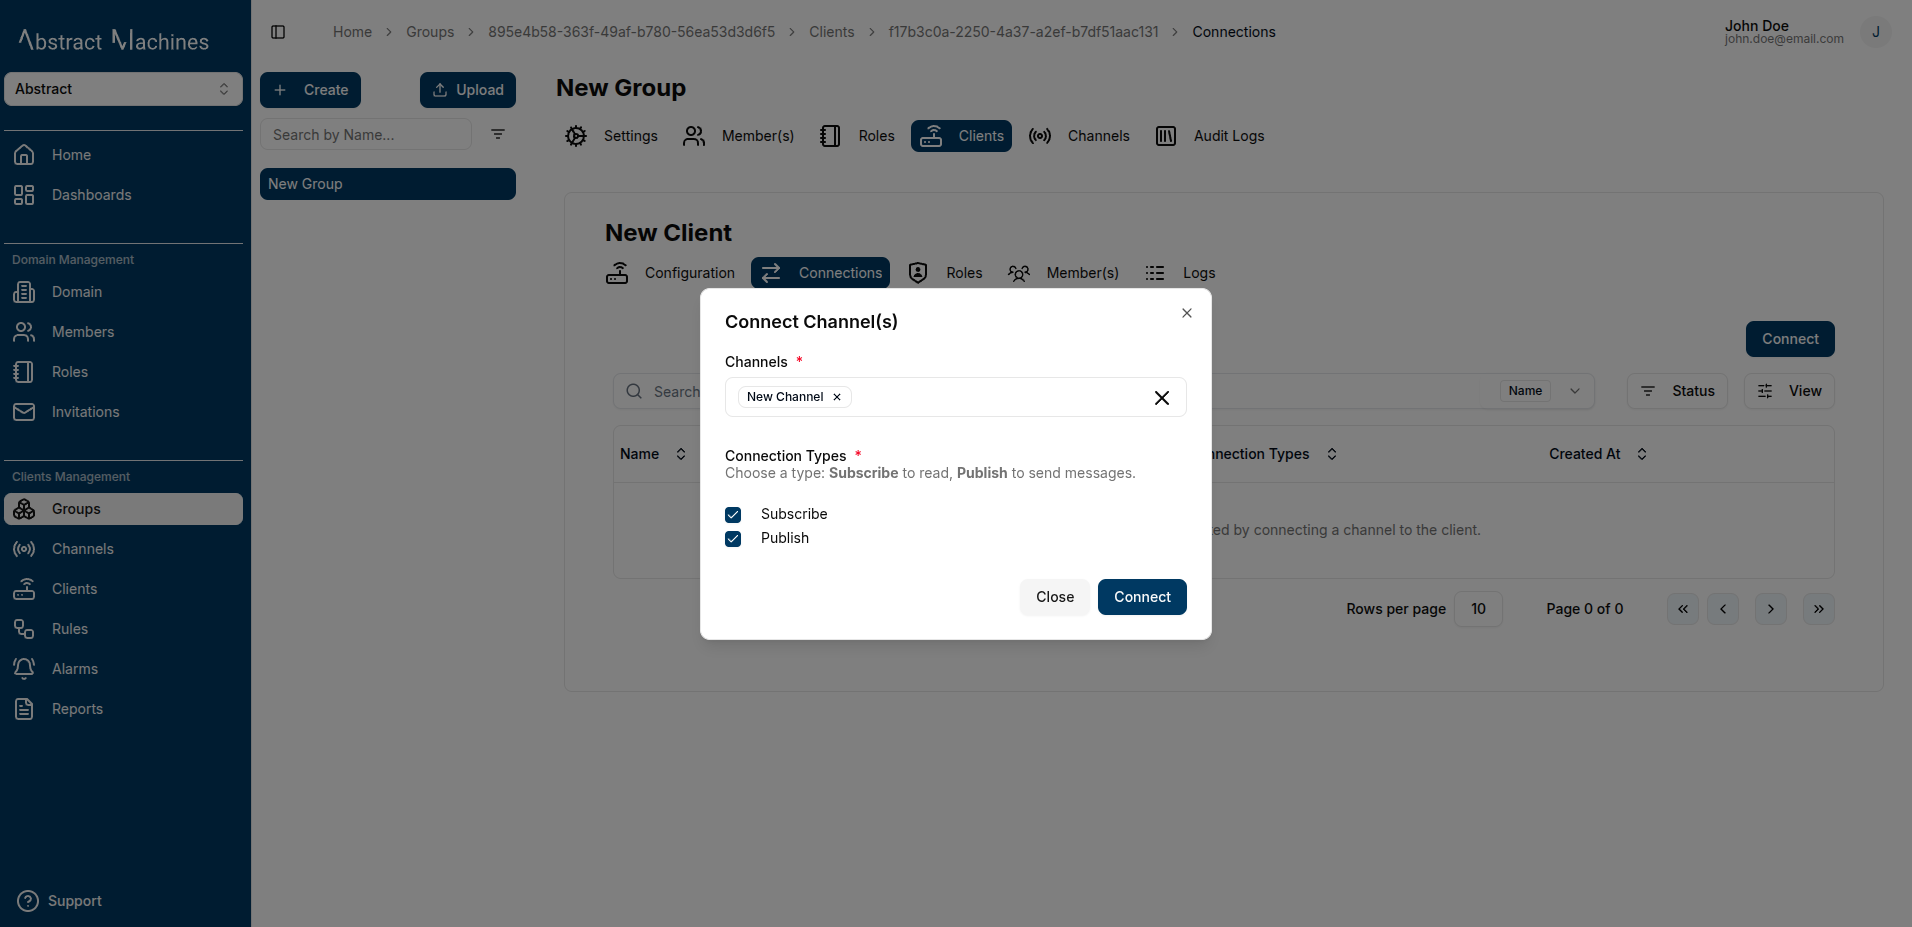 Abstract Machines
Abstract
Home
Dashboards
Domain Management
Domain
Members
Roles
Invitations
Clients Management
Groups
Channels
Clients
Rules
Alarms
Reports
Support
Home > Groups > 895e4b58-363f-49af-b780-56ea53d3d6f5 > Clients > f17b3c0a-2250-4a37-a2ef-b7df51aac131 > Connections
John Doe
john.doe@email.com
J
Create Upload
Search by Name...
New Group
New Group
Settings Member(s) Roles Clients Channels Audit Logs
New Client
Configuration Connections Roles Member(s) Logs
Connect
Search Name Status View
Name nnection Types Created At
ed by connecting a channel to the client.
Rows per page 10 Page 0 of 0
Connect Channel(s)
Channels *
New Channel
Connection Types *
Choose a type: Subscribe to read, Publish to send messages.
Subscribe
Publish
Close Connect